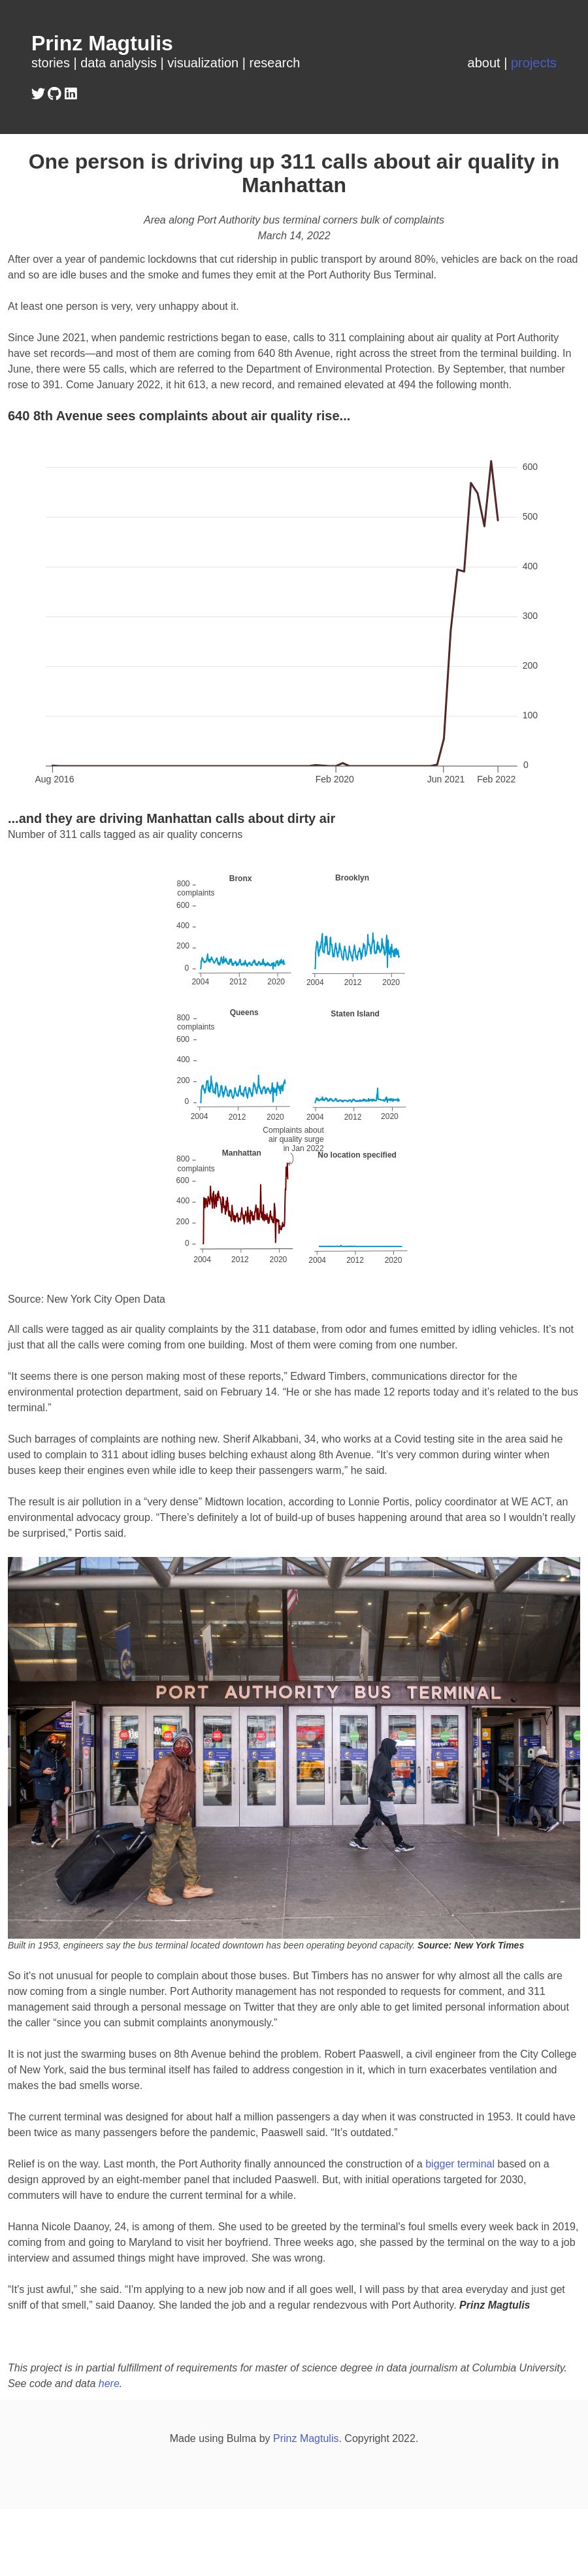 Prinz Magtulis
stories | data analysis | visualization | research
about | projects
One person is driving up 311 calls about air quality in
Manhattan
Area along Port Authority bus terminal corners bulk of complaints
March 14, 2022
After over a year of pandemic lockdowns that cut ridership in public transport by around 80%, vehicles are back on the road
and so are idle buses and the smoke and fumes they emit at the Port Authority Bus Terminal.
At least one person is very, very unhappy about it.
Since June 2021, when pandemic restrictions began to ease, calls to 311 complaining about air quality at Port Authority
have set records—and most of them are coming from 640 8th Avenue, right across the street from the terminal building. In
June, there were 55 calls, which are referred to the Department of Environmental Protection. By September, that number
rose to 391. Come January 2022, it hit 613, a new record, and remained elevated at 494 the following month.
640 8th Avenue sees complaints about air quality rise...
600
500
400
300
200
100
0
Aug 2016
Feb 2020
Jun 2021
Feb 2022
...and they are driving Manhattan calls about dirty air
Number of 311 calls tagged as air quality concerns
Bronx
800
complaints
600
400
200
0
2004
2012
2020
Brooklyn
2004
2012
2020
Queens
800
complaints
600
400
200
0
2004
2012
2020
Staten Island
2004
2012
2020
Complaints about
air quality surge
in Jan 2022
Manhattan
800
complaints
600
400
200
0
2004
2012
2020
No location specified
2004
2012
2020
Source: New York City Open Data
All calls were tagged as air quality complaints by the 311 database, from odor and fumes emitted by idling vehicles. It’s not
just that all the calls were coming from one building. Most of them were coming from one number.
“It seems there is one person making most of these reports,” Edward Timbers, communications director for the
environmental protection department, said on February 14. “He or she has made 12 reports today and it’s related to the bus
terminal.”
Such barrages of complaints are nothing new. Sherif Alkabbani, 34, who works at a Covid testing site in the area said he
used to complain to 311 about idling buses belching exhaust along 8th Avenue. “It’s very common during winter when
buses keep their engines even while idle to keep their passengers warm,” he said.
The result is air pollution in a “very dense” Midtown location, according to Lonnie Portis, policy coordinator at WE ACT, an
environmental advocacy group. “There’s definitely a lot of build-up of buses happening around that area so I wouldn’t really
be surprised,” Portis said.
PORT AUTHORITY BUS TERMINAL
Built in 1953, engineers say the bus terminal located downtown has been operating beyond capacity. Source: New York Times
So it's not unusual for people to complain about those buses. But Timbers has no answer for why almost all the calls are
now coming from a single number. Port Authority management has not responded to requests for comment, and 311
management said through a personal message on Twitter that they are only able to get limited personal information about
the caller “since you can submit complaints anonymously.”
It is not just the swarming buses on 8th Avenue behind the problem. Robert Paaswell, a civil engineer from the City College
of New York, said the bus terminal itself has failed to address congestion in it, which in turn exacerbates ventilation and
makes the bad smells worse.
The current terminal was designed for about half a million passengers a day when it was constructed in 1953. It could have
been twice as many passengers before the pandemic, Paaswell said. “It’s outdated.”
Relief is on the way. Last month, the Port Authority finally announced the construction of a bigger terminal based on a
design approved by an eight-member panel that included Paaswell. But, with initial operations targeted for 2030,
commuters will have to endure the current terminal for a while.
Hanna Nicole Daanoy, 24, is among of them. She used to be greeted by the terminal's foul smells every week back in 2019,
coming from and going to Maryland to visit her boyfriend. Three weeks ago, she passed by the terminal on the way to a job
interview and assumed things might have improved. She was wrong.
“It's just awful,” she said. “I'm applying to a new job now and if all goes well, I will pass by that area everyday and just get
sniff of that smell,” said Daanoy. She landed the job and a regular rendezvous with Port Authority. Prinz Magtulis
This project is in partial fulfillment of requirements for master of science degree in data journalism at Columbia University.
See code and data here.
Made using Bulma by Prinz Magtulis. Copyright 2022.